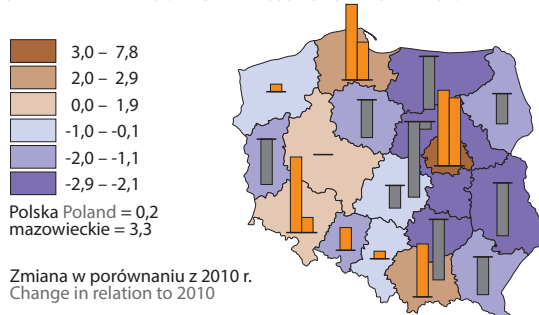 3,0 – 7,8
2,0 – 2,9
0,0 – 1,9
-1,0 – -0,1
-2,0 – -1,1
-2,9 – -2,1
Polska Poland = 0,2
mazowieckie = 3,3
Zmiana w porównaniu z 2010 r.
Change in relation to 2010